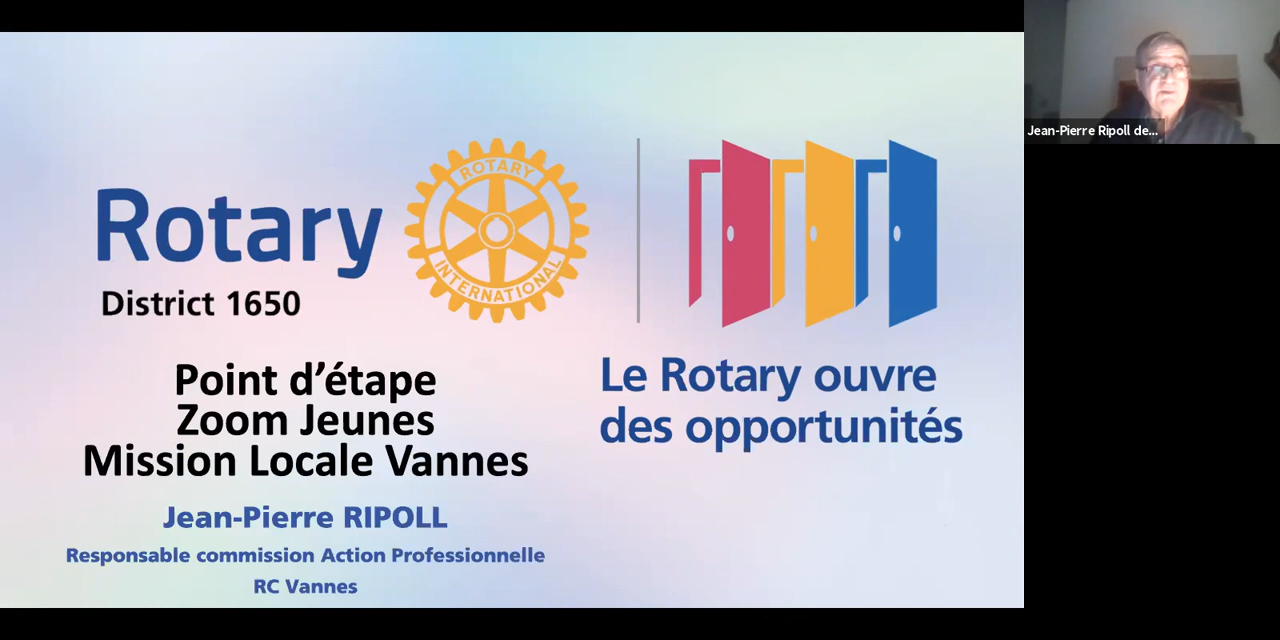 Rotary
District 1650
ROTARY
INTERNATIONAL
Le Rotary ouvre
des opportunités
Point d'étape
Zoom Jeunes
Mission Locale Vannes
Jean-Pierre RIPOLL
Responsable commission Action Professionnelle
RC Vannes
Jean-Pierre Ripoll de...